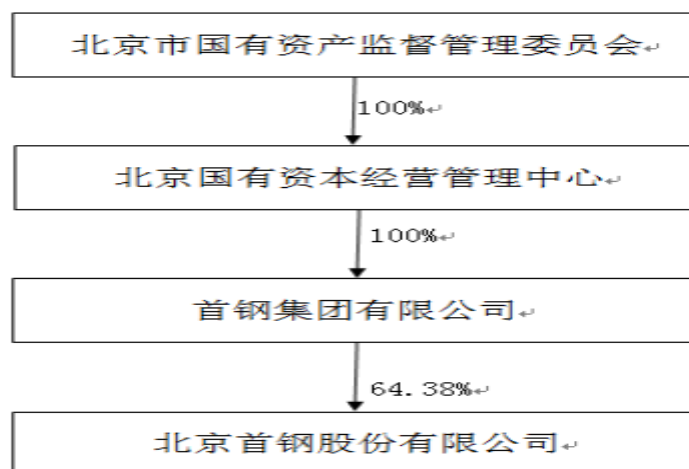 北京市国有资产监督管理委员会
100%
北京国有资本经营管理中心
100%
首钢集团有限公司
64.38%
北京首钢股份有限公司